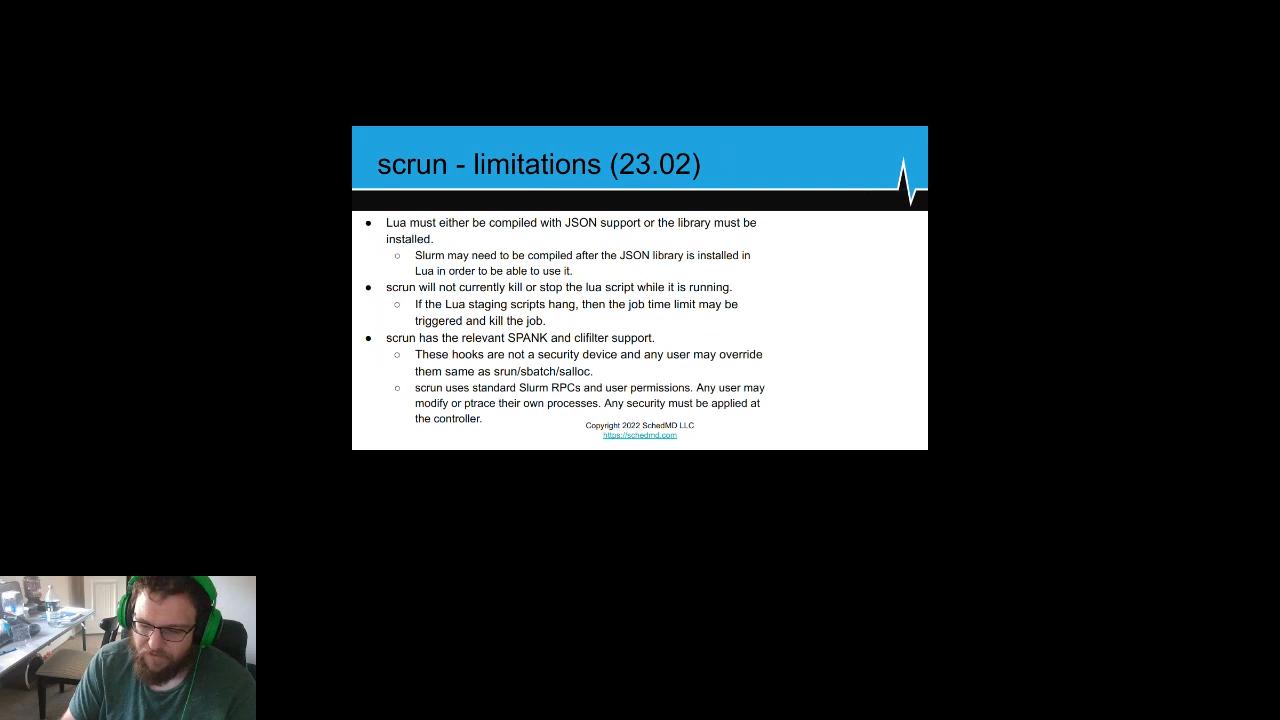 scrun - limitations (23.02)
● Lua must either be compiled with JSON support or the library must be
installed.
○ Slurm may need to be compiled after the JSON library is installed in
Lua in order to be able to use it.
● scrun will not currently kill or stop the lua script while it is running.
○ If the Lua staging scripts hang, then the job time limit may be
triggered and kill the job.
● scrun has the relevant SPANK and clifilter support.
○ These hooks are not a security device and any user may override
them same as srun/sbatch/salloc.
○ scrun uses standard Slurm RPCs and user permissions. Any user may
modify or ptrace their own processes. Any security must be applied at
the controller.
Copyright 2022 SchedMD LLC
https://schedmd.com